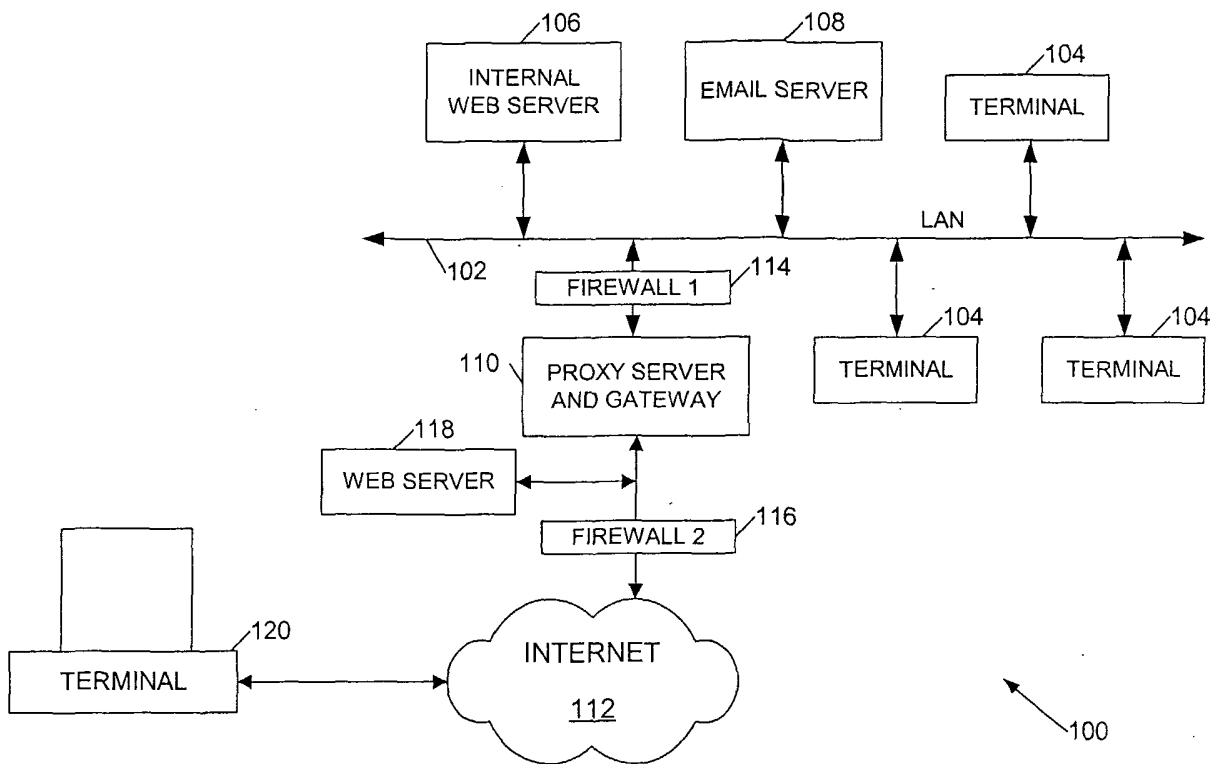 106
108
104
INTERNAL
WEB SERVER
EMAIL SERVER
TERMINAL
LAN
102
FIREWALL 1
114
104
104
110
PROXY SERVER
AND GATEWAY
TERMINAL
TERMINAL
118
WEB SERVER
FIREWALL 2
116
120
TERMINAL
INTERNET
112
100